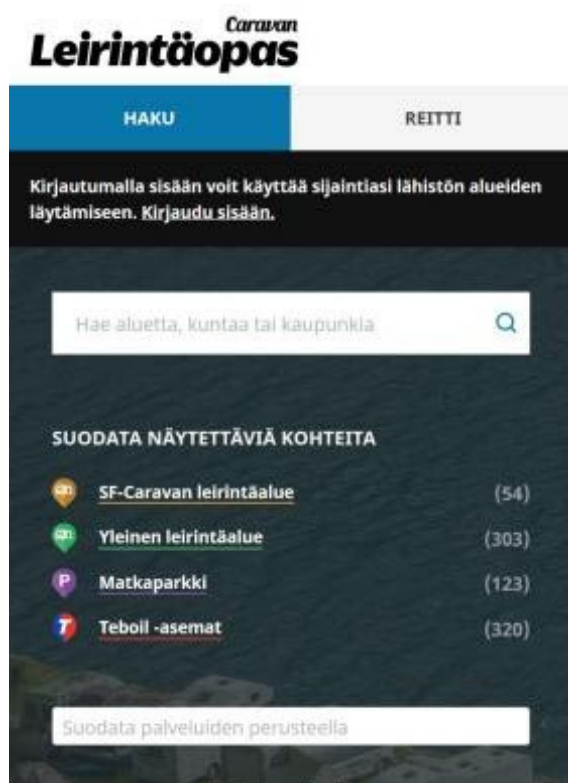 Caravan
Leirintäopas
HAKU
REITTI
Kirjautumalla sisään voit käyttää sijaintiasi lähistön alueiden
läytämiseen. Kirjaudu sisään.
Hae aluetta, kuntaa tai kaupunkia
SUODATA NÄYTETTÄVIÄ KOHTEITA
SF-Caravan leirintäalue (54)
Yleinen leirintäalue (303)
P Matkaparkki (123)
T Teboil -asemat (320)
Suodata palveluiden perusteella